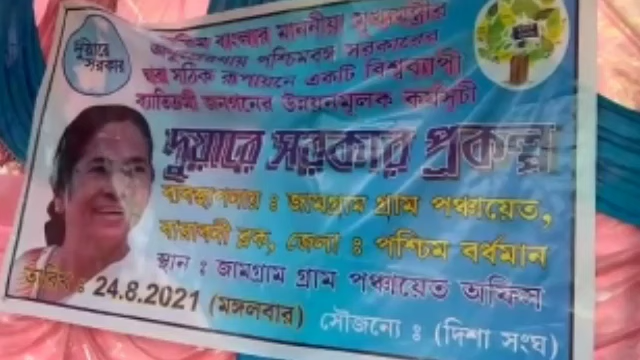 দুয়ারে
সরকার
বাংলার মাননীয়া মুখ্যমন্ত্রীর
পশ্চিমবঙ্গ সরকারের
সঠিক রূপায়নে একটি বিশ্বব্যাপী
ব্যতিক্রমী জনগনের উন্নয়নমূলক কর্মসূচী
দুয়ারে সরকার প্রকল্প
ব্যবস্থাপনায় : জামগ্রাম গ্রাম পঞ্চায়েত,
বারাবনী ব্লক, জেলা : পশ্চিম বর্ধমান
স্থান : জামগ্রাম গ্রাম পঞ্চায়েত অফিস
তারিখ : 24.8.2021 (মঙ্গলবার) সৌজন্যে : (দিশা সংঘ)